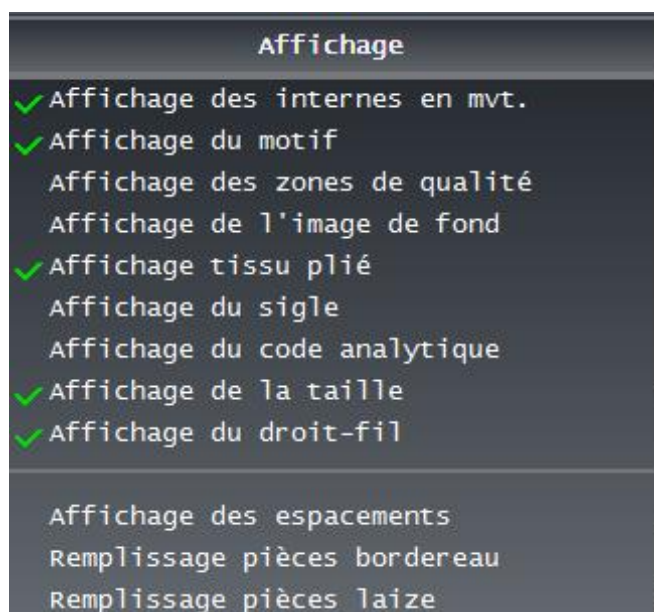 Affichage
Affichage des internes en mvt.
Affichage du motif
Affichage des zones de qualité
Affichage de l'image de fond
Affichage tissu plié
Affichage du sigle
Affichage du code analytique
Affichage de la taille
Affichage du droit-fil
Affichage des espacements
Remplissage pièces bordereau
Remplissage pièces laize